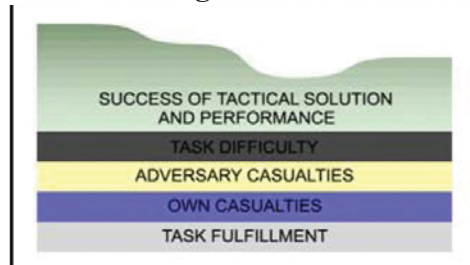 SUCCESS OF TACTICAL SOLUTION
AND PERFORMANCE
TASK DIFFICULTY
ADVERSARY CASUALTIES
OWN CASUALTIES
TASK FULFILLMENT